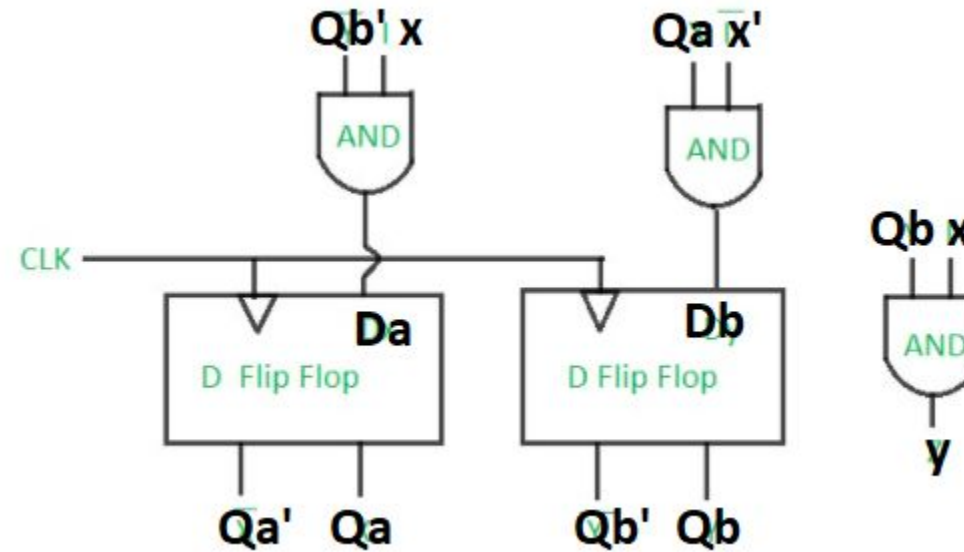 Qb' x
Qa x'
AND
AND
Qb x
CLK
Da
Db
AND
D Flip Flop
D Flip Flop
y
Qa' Qa
Qb' Qb